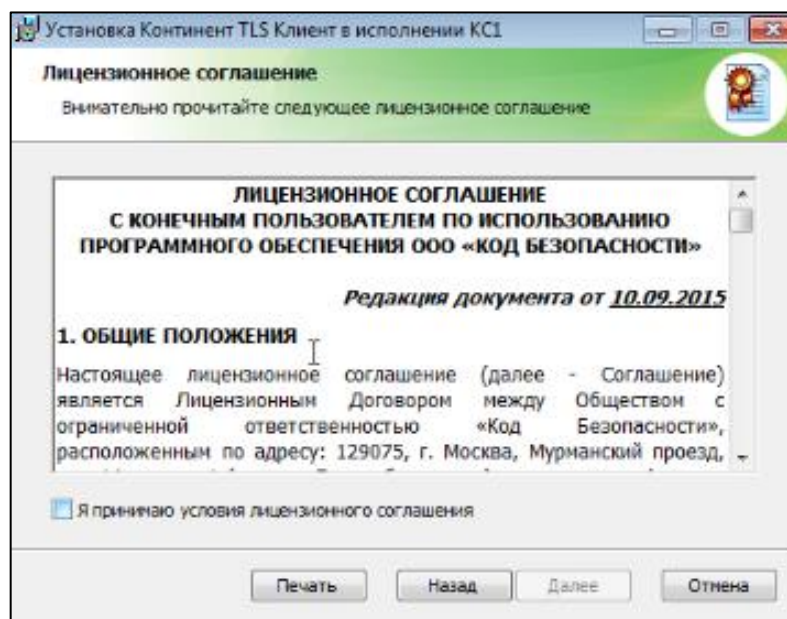 Установка Континент TLS Клиент в исполнении КС1
Лицензионное соглашение
Внимательно прочитайте следующее лицензионное соглашение
ЛИЦЕНЗИОННОЕ СОГЛАШЕНИЕ
С КОНЕЧНЫМ ПОЛЬЗОВАТЕЛЕМ ПО ИСПОЛЬЗОВАНИЮ
ПРОГРАММНОГО ОБЕСПЕЧЕНИЯ ООО «КОД БЕЗОПАСНОСТИ»
Редакция документа от 10.09.2015
1. ОБЩИЕ ПОЛОЖЕНИЯ
Настоящее лицензионное соглашение (далее - Соглашение)
является Лицензионным Договором между Обществом с
ограниченной ответственностью «Код Безопасности»,
расположенным по адресу: 129075, г. Москва, Мурманский проезд,
Я принимаю условия лицензионного соглашения
Печать
Назад
Далее
Отмена